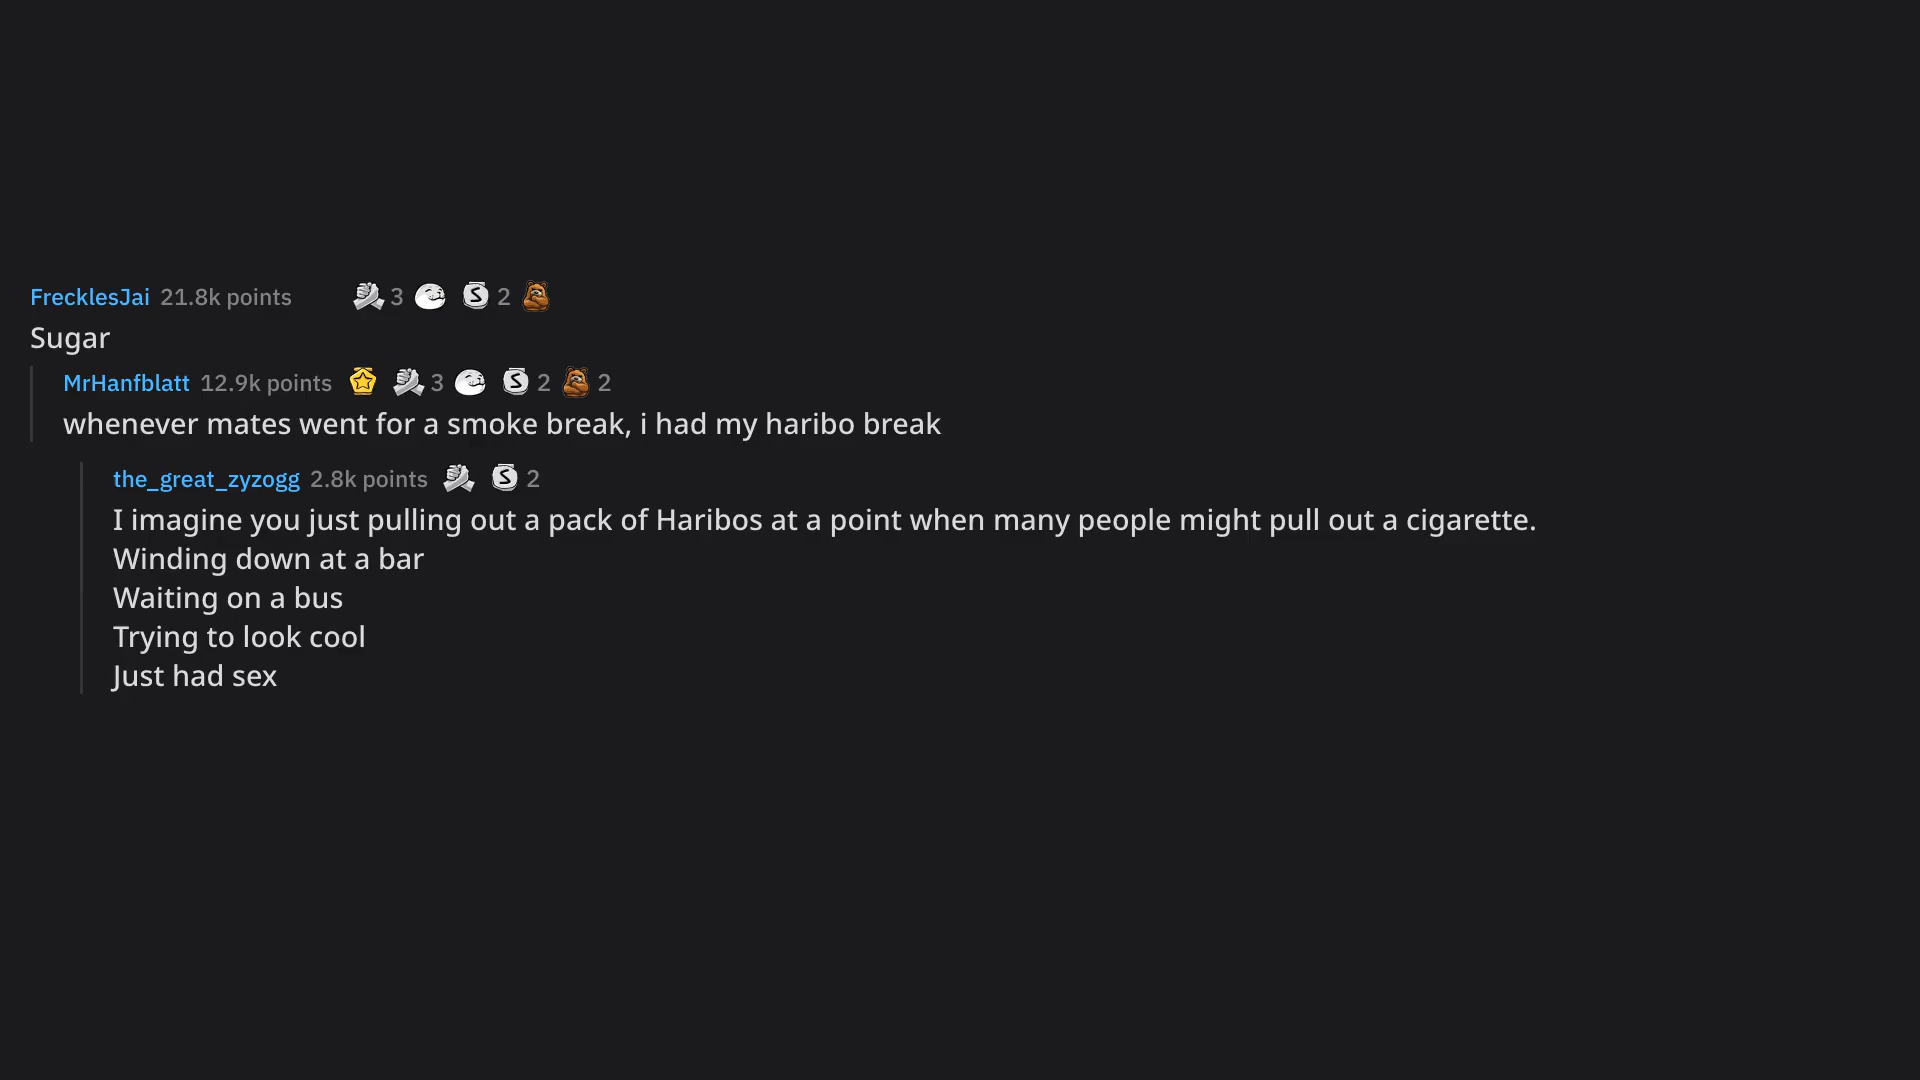 FrecklesJai 21.8k points 3 S 2
Sugar
MrHanfblatt 12.9k points 3 S 2 2
whenever mates went for a smoke break, i had my haribo break
the_great_zyzogg 2.8k points S 2
I imagine you just pulling out a pack of Haribos at a point when many people might pull out a cigarette.
Winding down at a bar
Waiting on a bus
Trying to look cool
Just had sex